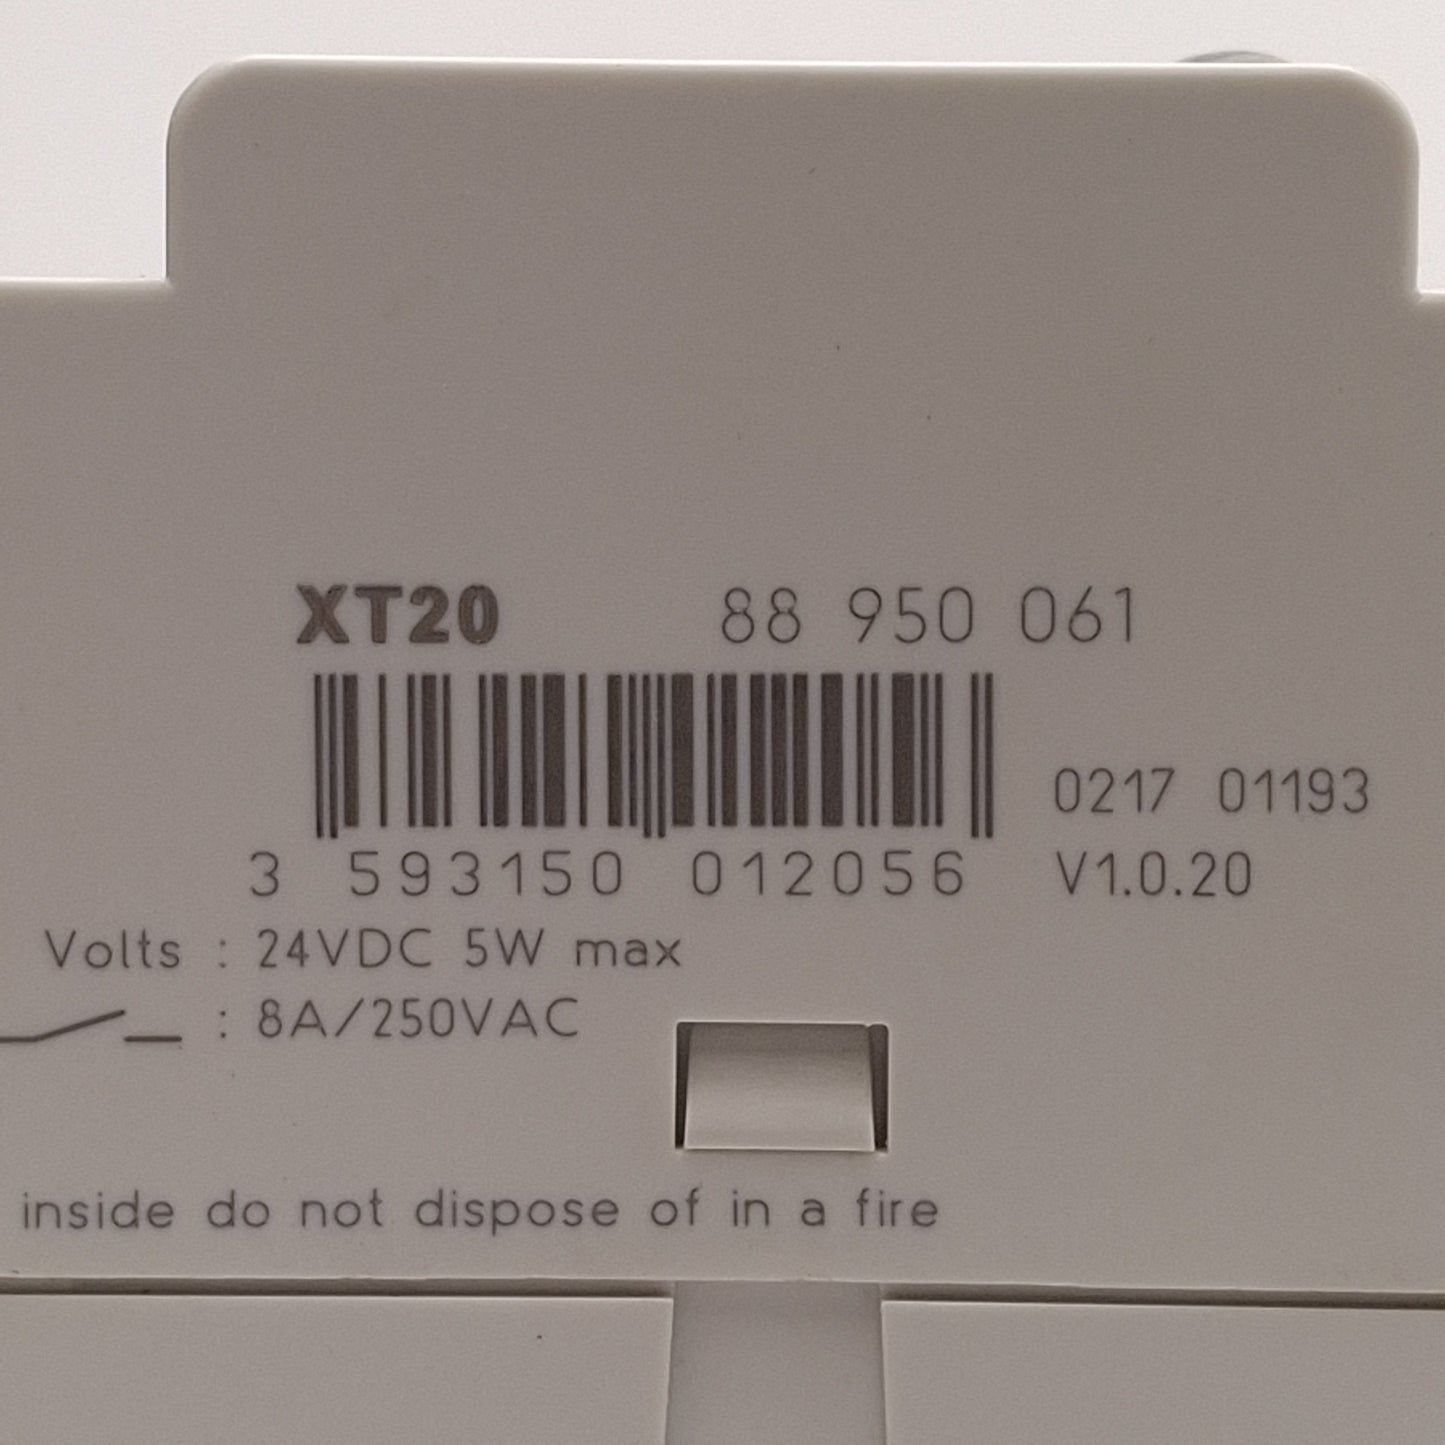 XT20 88 950 061
0217 01193
3 593150 012056 V1.0.20
Volts : 24VDC 5W max
: 8A/250VAC
inside do not dispose of in a fire